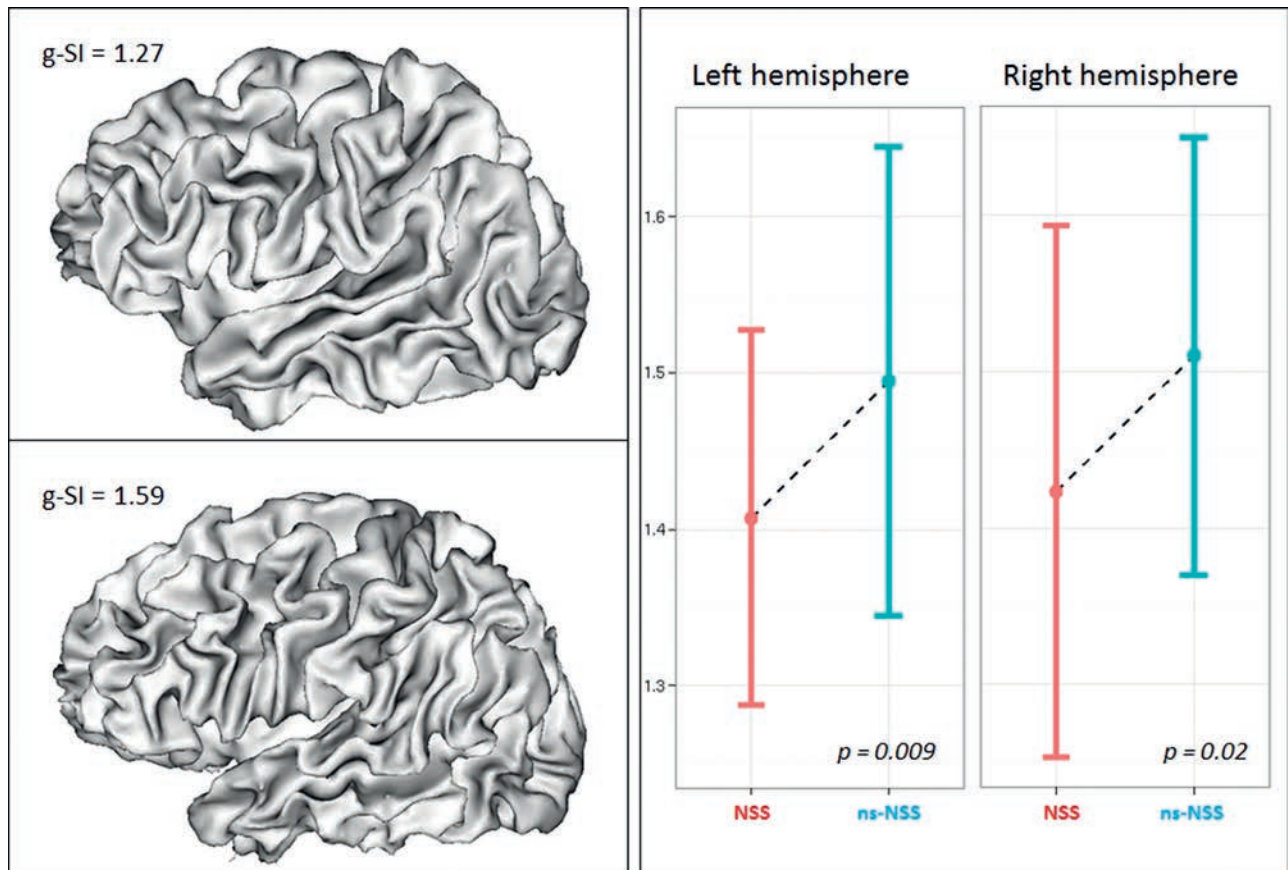 g-SI = 1.27
g-SI = 1.59
Left hemisphere
Right hemisphere
1.6
1.5
1.4
1.3
p = 0.009
p = 0.02
NSS
ns-NSS
NSS
ns-NSS